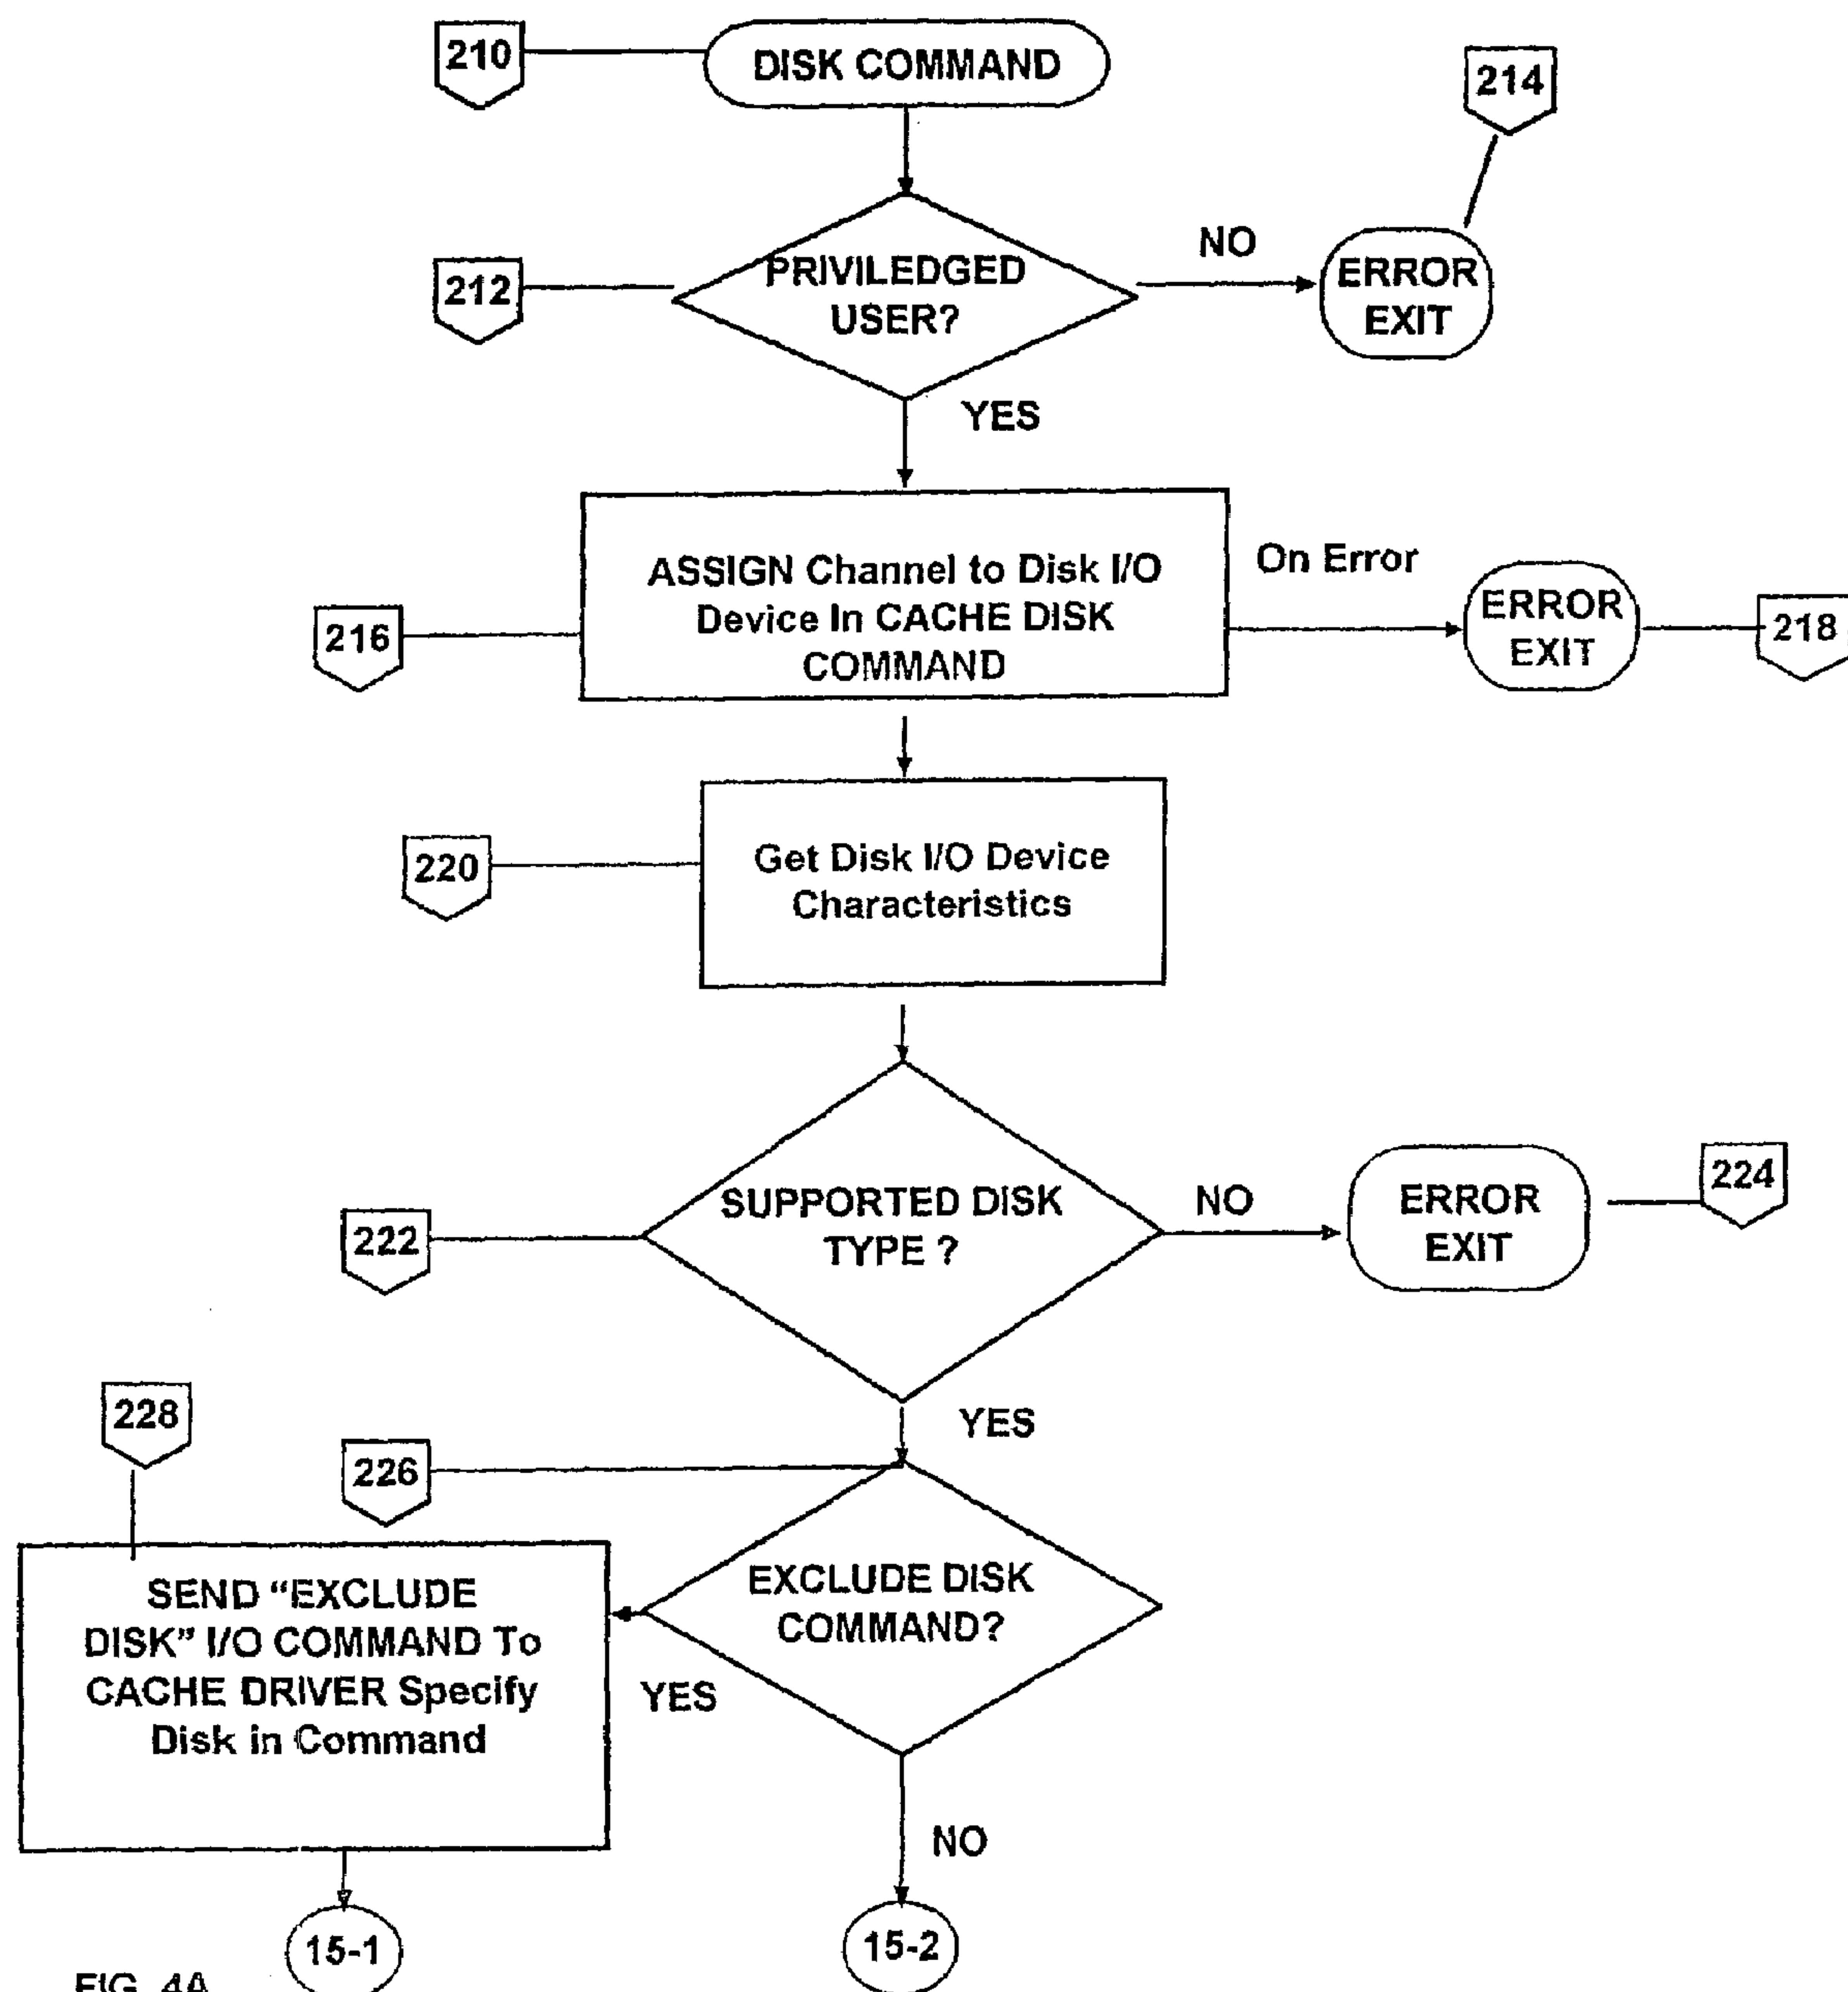 210
DISK COMMAND
214
212
PRIVILEDGED
USER?
NO
ERROR
EXIT
YES
216
ASSIGN Channel to Disk I/O
Device In CACHE DISK
COMMAND
On Error
ERROR
EXIT
218
220
Get Disk I/O Device
Characteristics
222
SUPPORTED DISK
TYPE ?
NO
ERROR
EXIT
224
YES
228
226
SEND “EXCLUDE
DISK” I/O COMMAND To
CACHE DRIVER Specify
Disk in Command
EXCLUDE DISK
COMMAND?
YES
NO
15-1
15-2
FIG. 4A